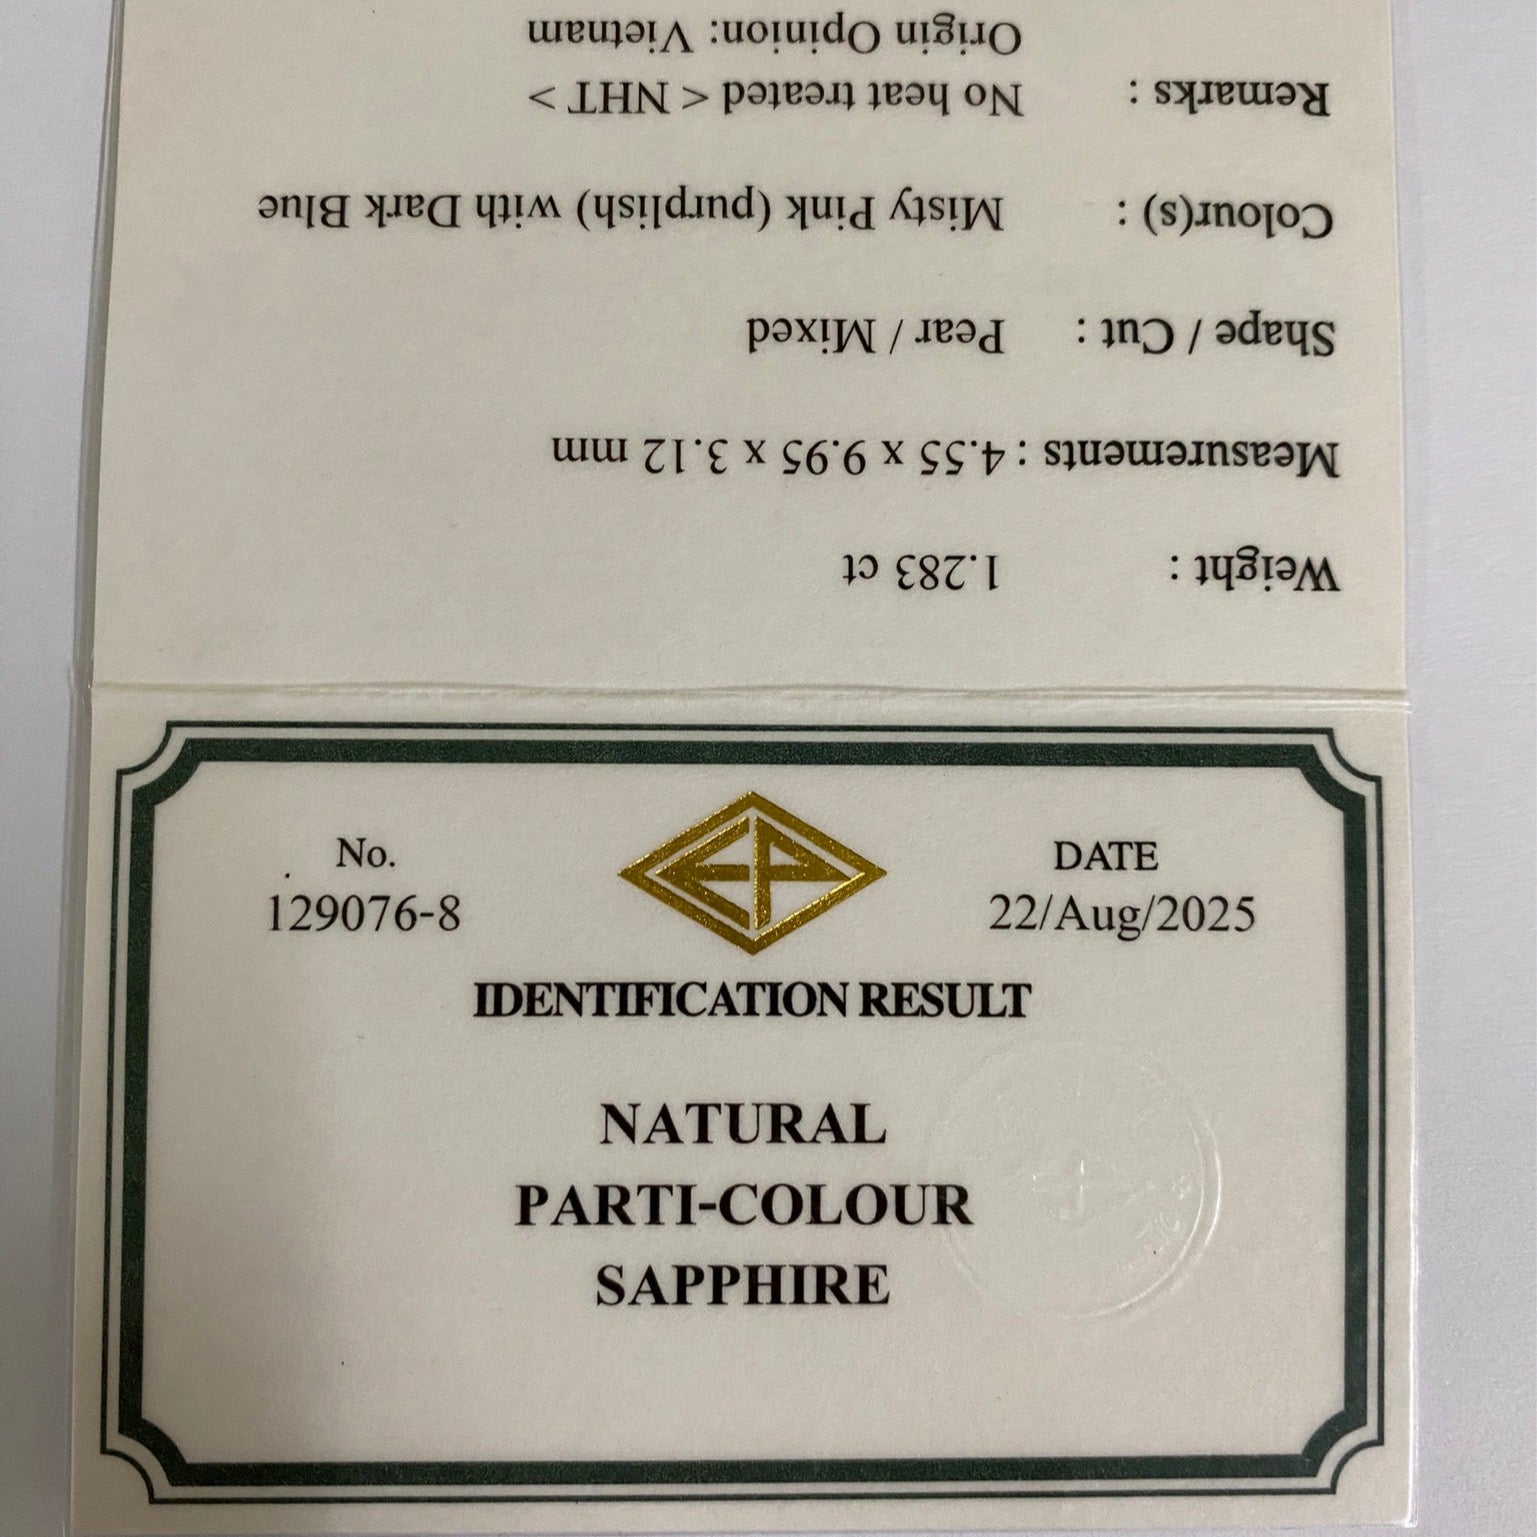 Weight : 1.283 ct
Measurements : 4.55 x 9.95 x 3.12 mm
Shape / Cut : Pear / Mixed
Colour(s) : Misty Pink (purplish) with Dark Blue
Remarks : No heat treated < NHT >
Origin Opinion: Vietnam
No.
129076-8
EP
DATE
22/Aug/2025
IDENTIFICATION RESULT
NATURAL
PARTI-COLOUR
SAPPHIRE